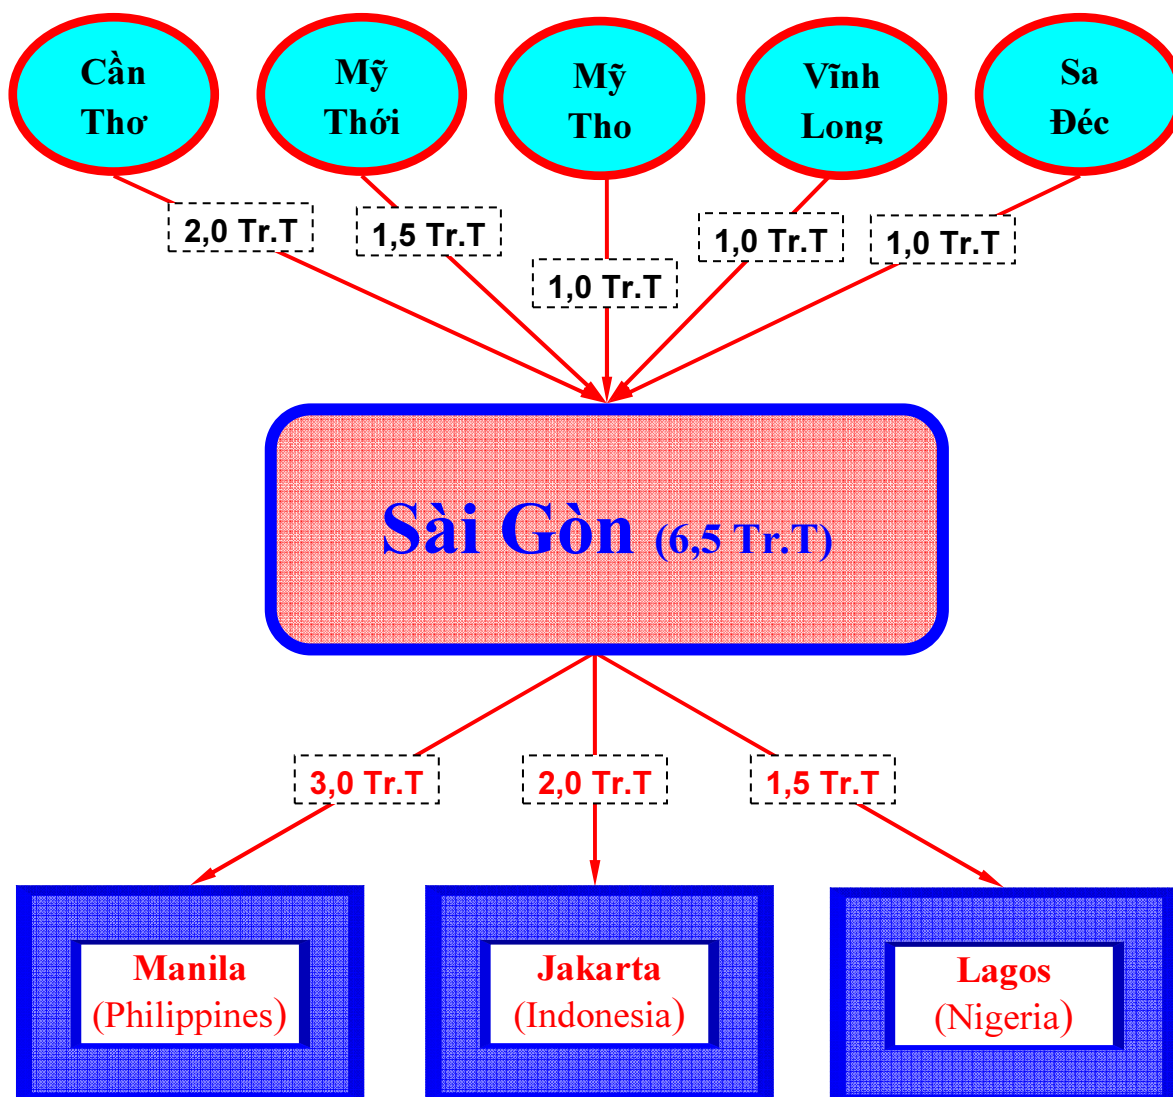 Cần
Thơ
Mỹ
Thới
Mỹ
Tho
Vĩnh
Long
Sa
Đéc
2,0 Tr.T
1,5 Tr.T
1,0 Tr.T
1,0 Tr.T
1,0 Tr.T
Sài Gòn (6,5 Tr.T)
3,0 Tr.T
2,0 Tr.T
1,5 Tr.T
Manila
(Philippines)
Jakarta
(Indonesia)
Lagos
(Nigeria)